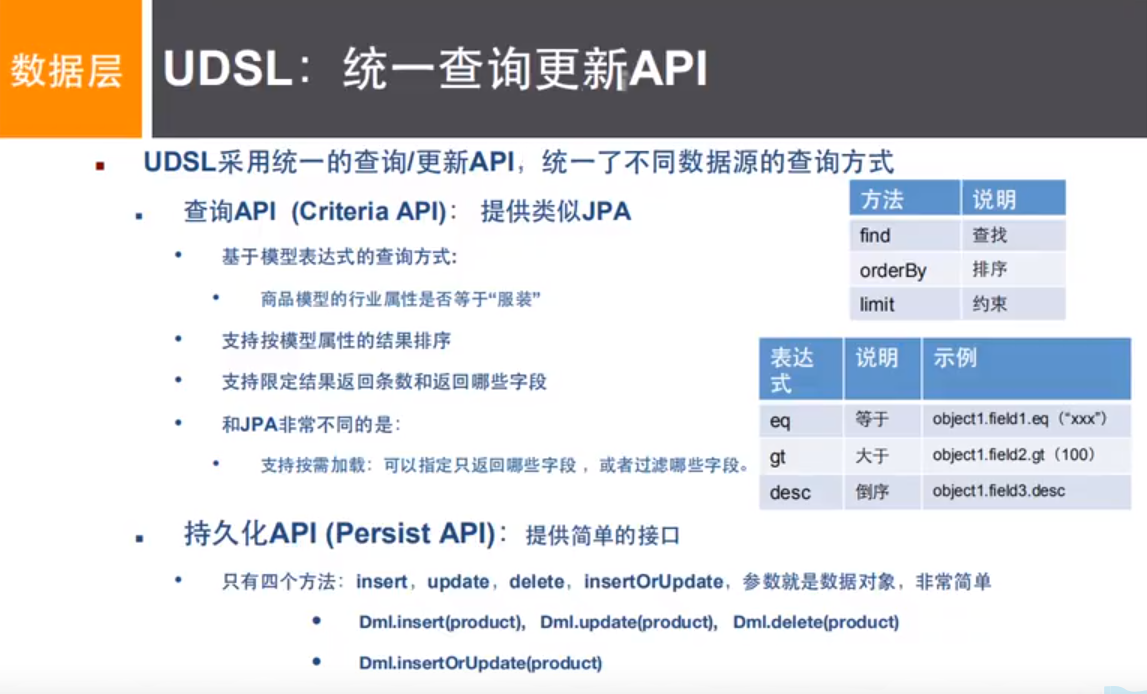 数据层
UDSL：统一查询更新API
UDSL采用统一的查询/更新API，统一了不同数据源的查询方式
查询API (Criteria API)： 提供类似JPA
基于模型表达式的查询方式:
商品模型的行业属性是否等于“服装”
支持按模型属性的结果排序
支持限定结果返回条数和返回哪些字段
和JPA非常不同的是：
支持按需加载：可以指定只返回哪些字段 ，或者过滤哪些字段。
方法 说明
find 查找
orderBy 排序
limit 约束
表达式 说明 示例
eq 等于 object1.field1.eq（“xxx”）
gt 大于 object1.field2.gt（100）
desc 倒序 object1.field3.desc
持久化API (Persist API)： 提供简单的接口
只有四个方法：insert，update，delete，insertOrUpdate，参数就是数据对象，非常简单
Dml.insert(product), Dml.update(product), Dml.delete(product)
Dml.insertOrUpdate(product)